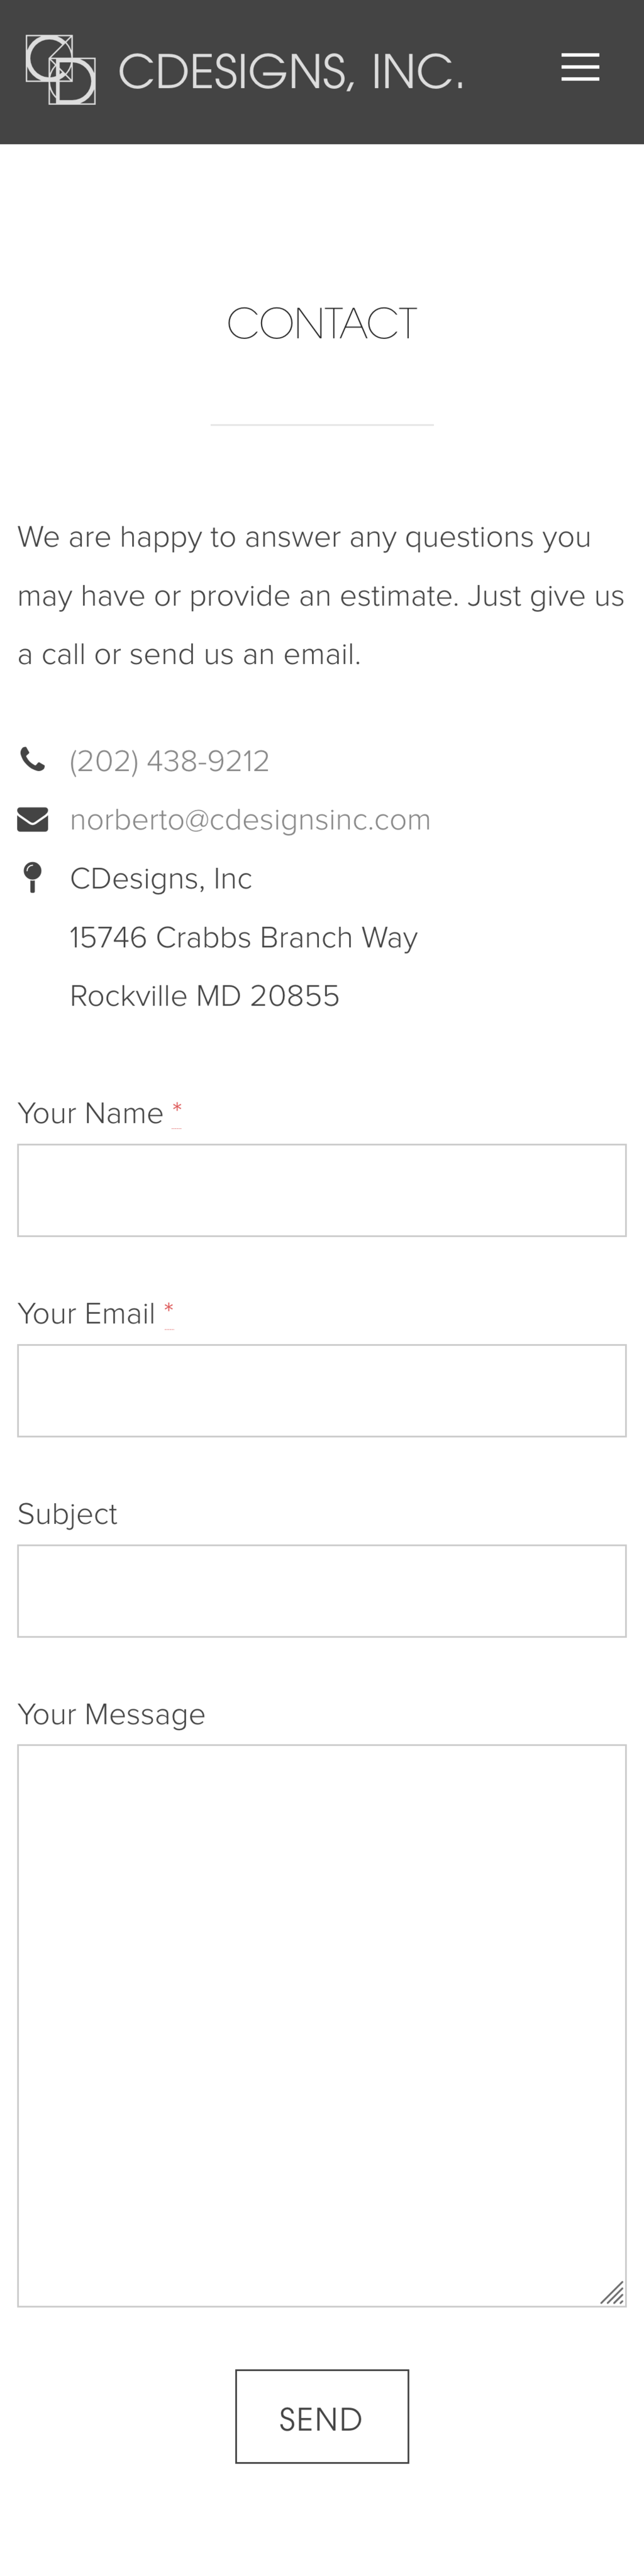 CD CDESIGNS, INC.
CONTACT
We are happy to answer any questions you
may have or provide an estimate. Just give us
a call or send us an email.
(202) 438-9212
norberto@cdesignsinc.com
CDesigns, Inc
15746 Crabbs Branch Way
Rockville MD 20855
Your Name *
Your Email *
Subject
Your Message
SEND